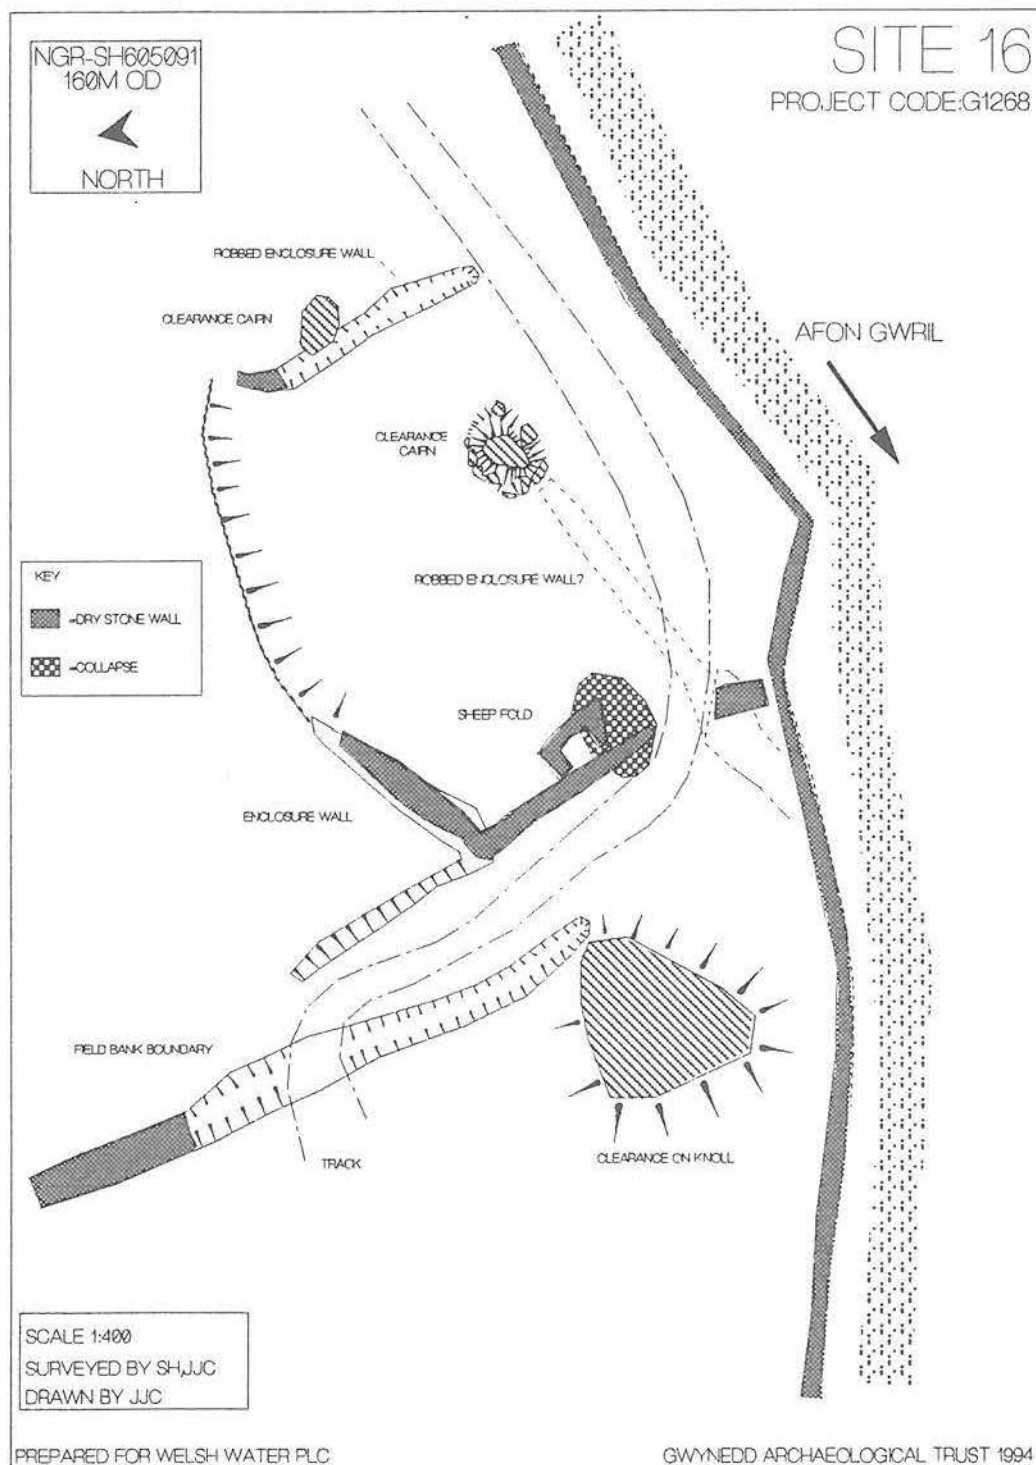 NGR-SH605091
160M OD
NORTH
SITE 16
PROJECT CODE:G1268
ROBBED ENCLOSURE WALL
CLEARANCE CAIRN
AFON GWRIL
CLEARANCE
CAIRN
ROBBED ENCLOSURE WALL?
KEY
=DRY STONE WALL
=COLLAPSE
SHEEP FOLD
ENCLOSURE WALL
FIELD BANK BOUNDARY
TRACK
CLEARANCE ON KNOLL
SCALE 1:400
SURVEYED BY SH,JJC
DRAWN BY JJC
PREPARED FOR WELSH WATER PLC
GWYNEDD ARCHAEOLOGICAL TRUST 1994